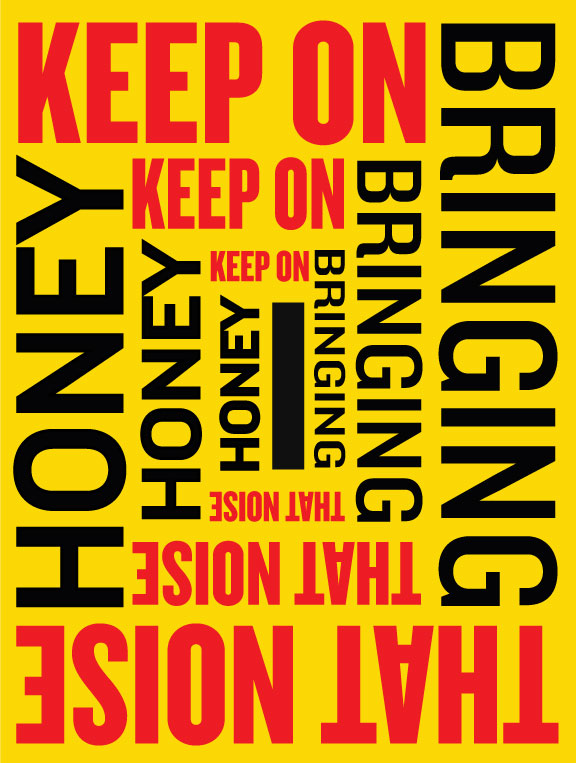 KEEP ON
BRINGING
THAT NOISE
HONEY
KEEP ON
BRINGING
THAT NOISE
HONEY
KEEP ON
BRINGING
THAT NOISE
HONEY